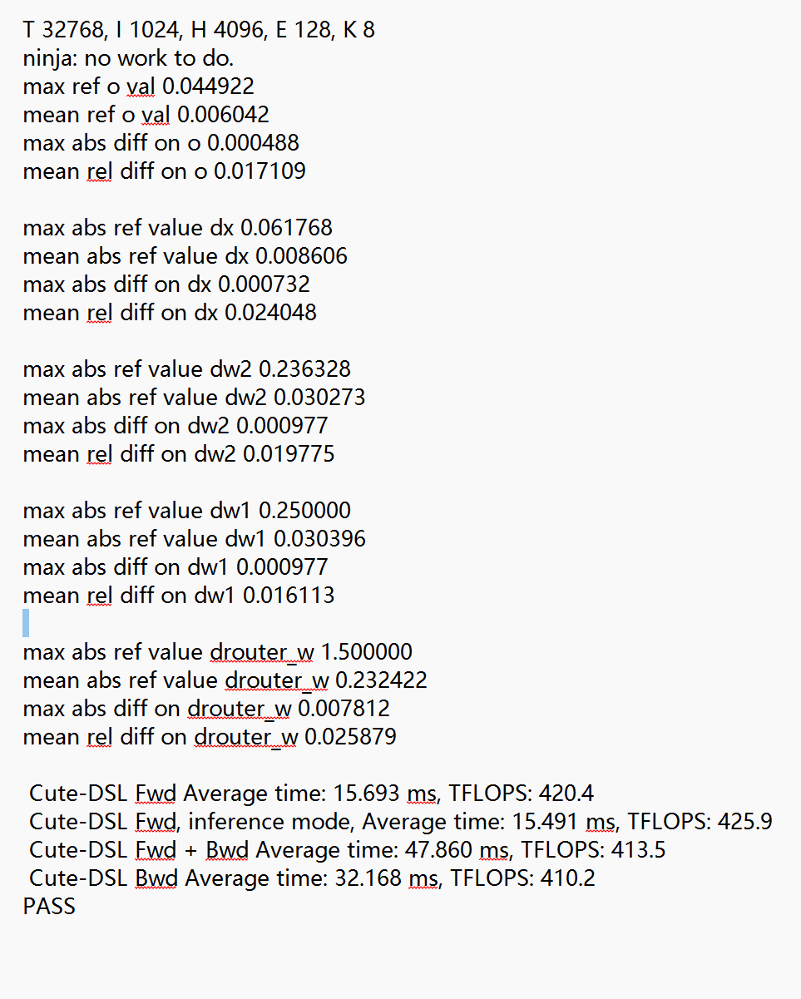 T 32768, I 1024, H 4096, E 128, K 8
ninja: no work to do.
max ref o val 0.044922
mean ref o val 0.006042
max abs diff on o 0.000488
mean rel diff on o 0.017109
max abs ref value dx 0.061768
mean abs ref value dx 0.008606
max abs diff on dx 0.000732
mean rel diff on dx 0.024048
max abs ref value dw2 0.236328
mean abs ref value dw2 0.030273
max abs diff on dw2 0.000977
mean rel diff on dw2 0.019775
max abs ref value dw1 0.250000
mean abs ref value dw1 0.030396
max abs diff on dw1 0.000977
mean rel diff on dw1 0.016113
max abs ref value drouter_w 1.500000
mean abs ref value drouter_w 0.232422
max abs diff on drouter_w 0.007812
mean rel diff on drouter_w 0.025879
Cute-DSL Fwd Average time: 15.693 ms, TFLOPS: 420.4
Cute-DSL Fwd, inference mode, Average time: 15.491 ms, TFLOPS: 425.9
Cute-DSL Fwd + Bwd Average time: 47.860 ms, TFLOPS: 413.5
Cute-DSL Bwd Average time: 32.168 ms, TFLOPS: 410.2
PASS